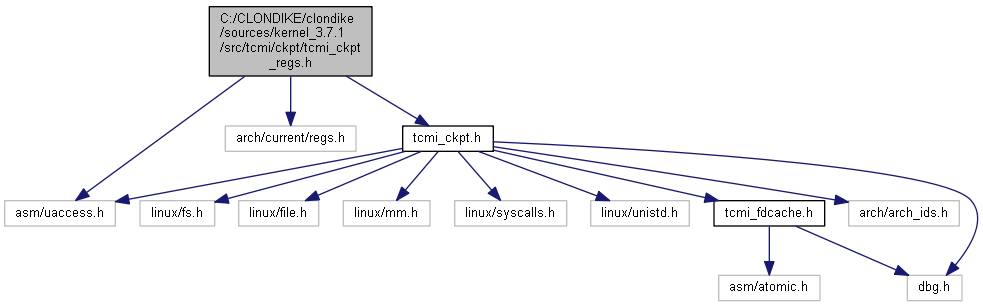 C:/CLONDIKE/clondike
/sources/kernel_3.7.1
/src/tcmi/ckpt/tcmi_ckpt
_regs.h
arch/current/regs.h
tcmi_ckpt.h
asm/uaccess.h
linux/fs.h
linux/file.h
linux/mm.h
linux/syscalls.h
linux/unistd.h
tcmi_fdcache.h
arch/arch_ids.h
asm/atomic.h
dbg.h